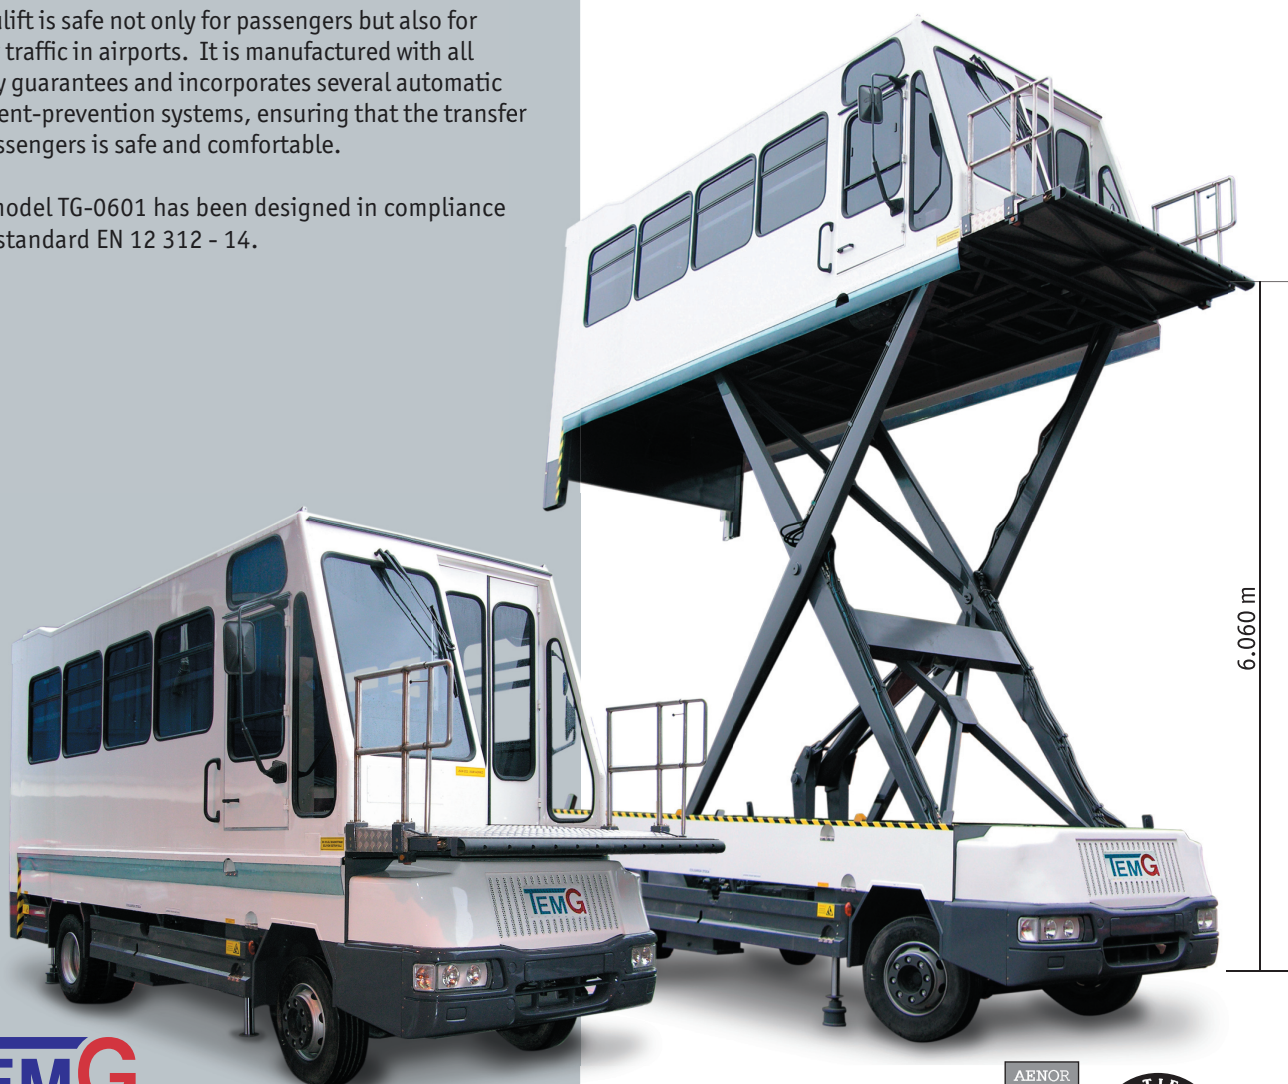 lift is safe not only for passengers but also for
traffic in airports. It is manufactured with all
y guarantees and incorporates several automatic
ent-prevention systems, ensuring that the transfer
ssengers is safe and comfortable.
model TG-0601 has been designed in compliance
standard EN 12 312 - 14.
6.060 m
TEMG
TEMG
EMG
AENOR